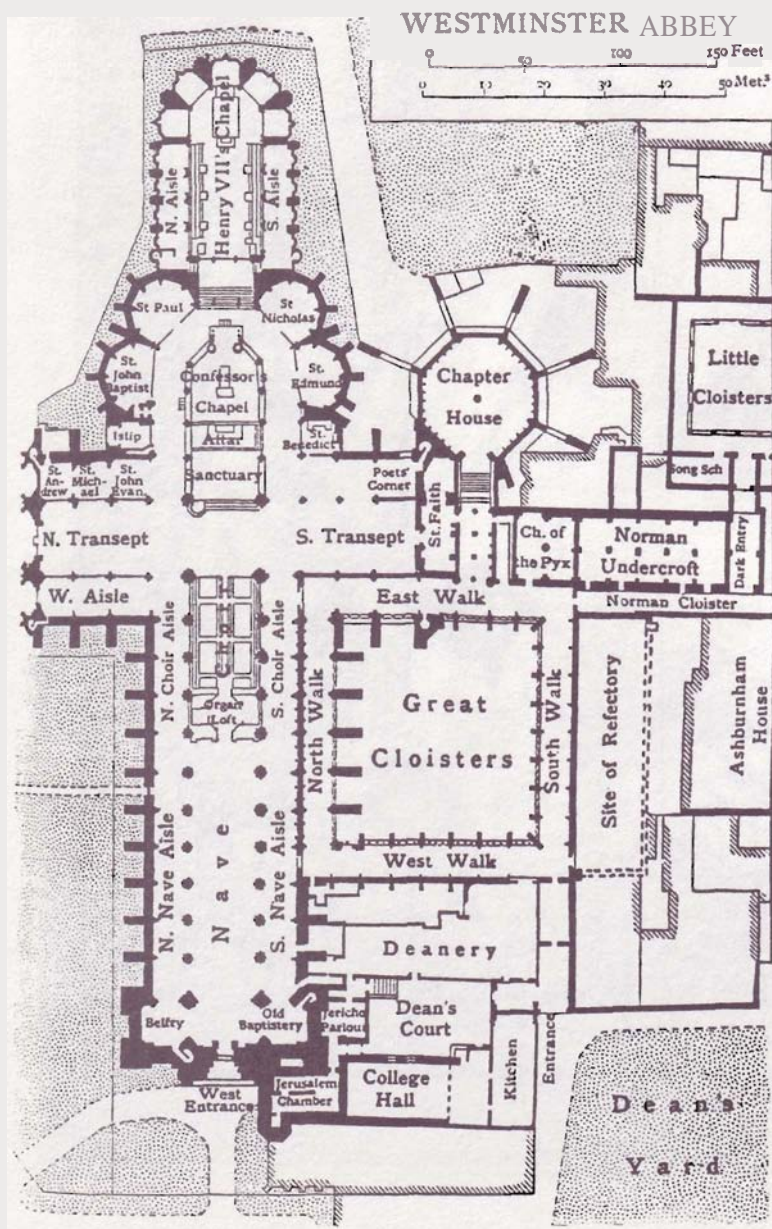 WESTMINSTER ABBEY
0 50 100 150 Feet
0 10 20 30 40 50 Met.s
Henry VII's Chapel
N. Aisle
S. Aisle
St Paul
St
Nicholas
St.
John
Baptist
Confessor's
Chapel
St.
Edmund
Chapter
House
Little
Cloisters
Islip
Altar
St.
Benedict
St.
An-
drew
St.
Mich-
ael
St.
John
Evan.
Sanctuary
Poets'
Corner
Song Sch
St. Faith
N. Transept
S. Transept
Ch. of
the Pyx
Norman
Undercroft
Dark Entry
W. Aisle
East Walk
Norman Cloister
N. Choir Aisle
S. Choir Aisle
Organ
Loft
North Walk
Great
Cloisters
South Walk
Site of Refectory
Ashburnham
House
West Walk
N. Nave Aisle
Nave
S. Nave Aisle
Deanery
Belfry
Old
Baptistery
Jericho
Parlour
Dean's
Court
Kitchen
Entrance
West
Entrance
Jerusalem
Chamber
College
Hall
Dean's
Yard